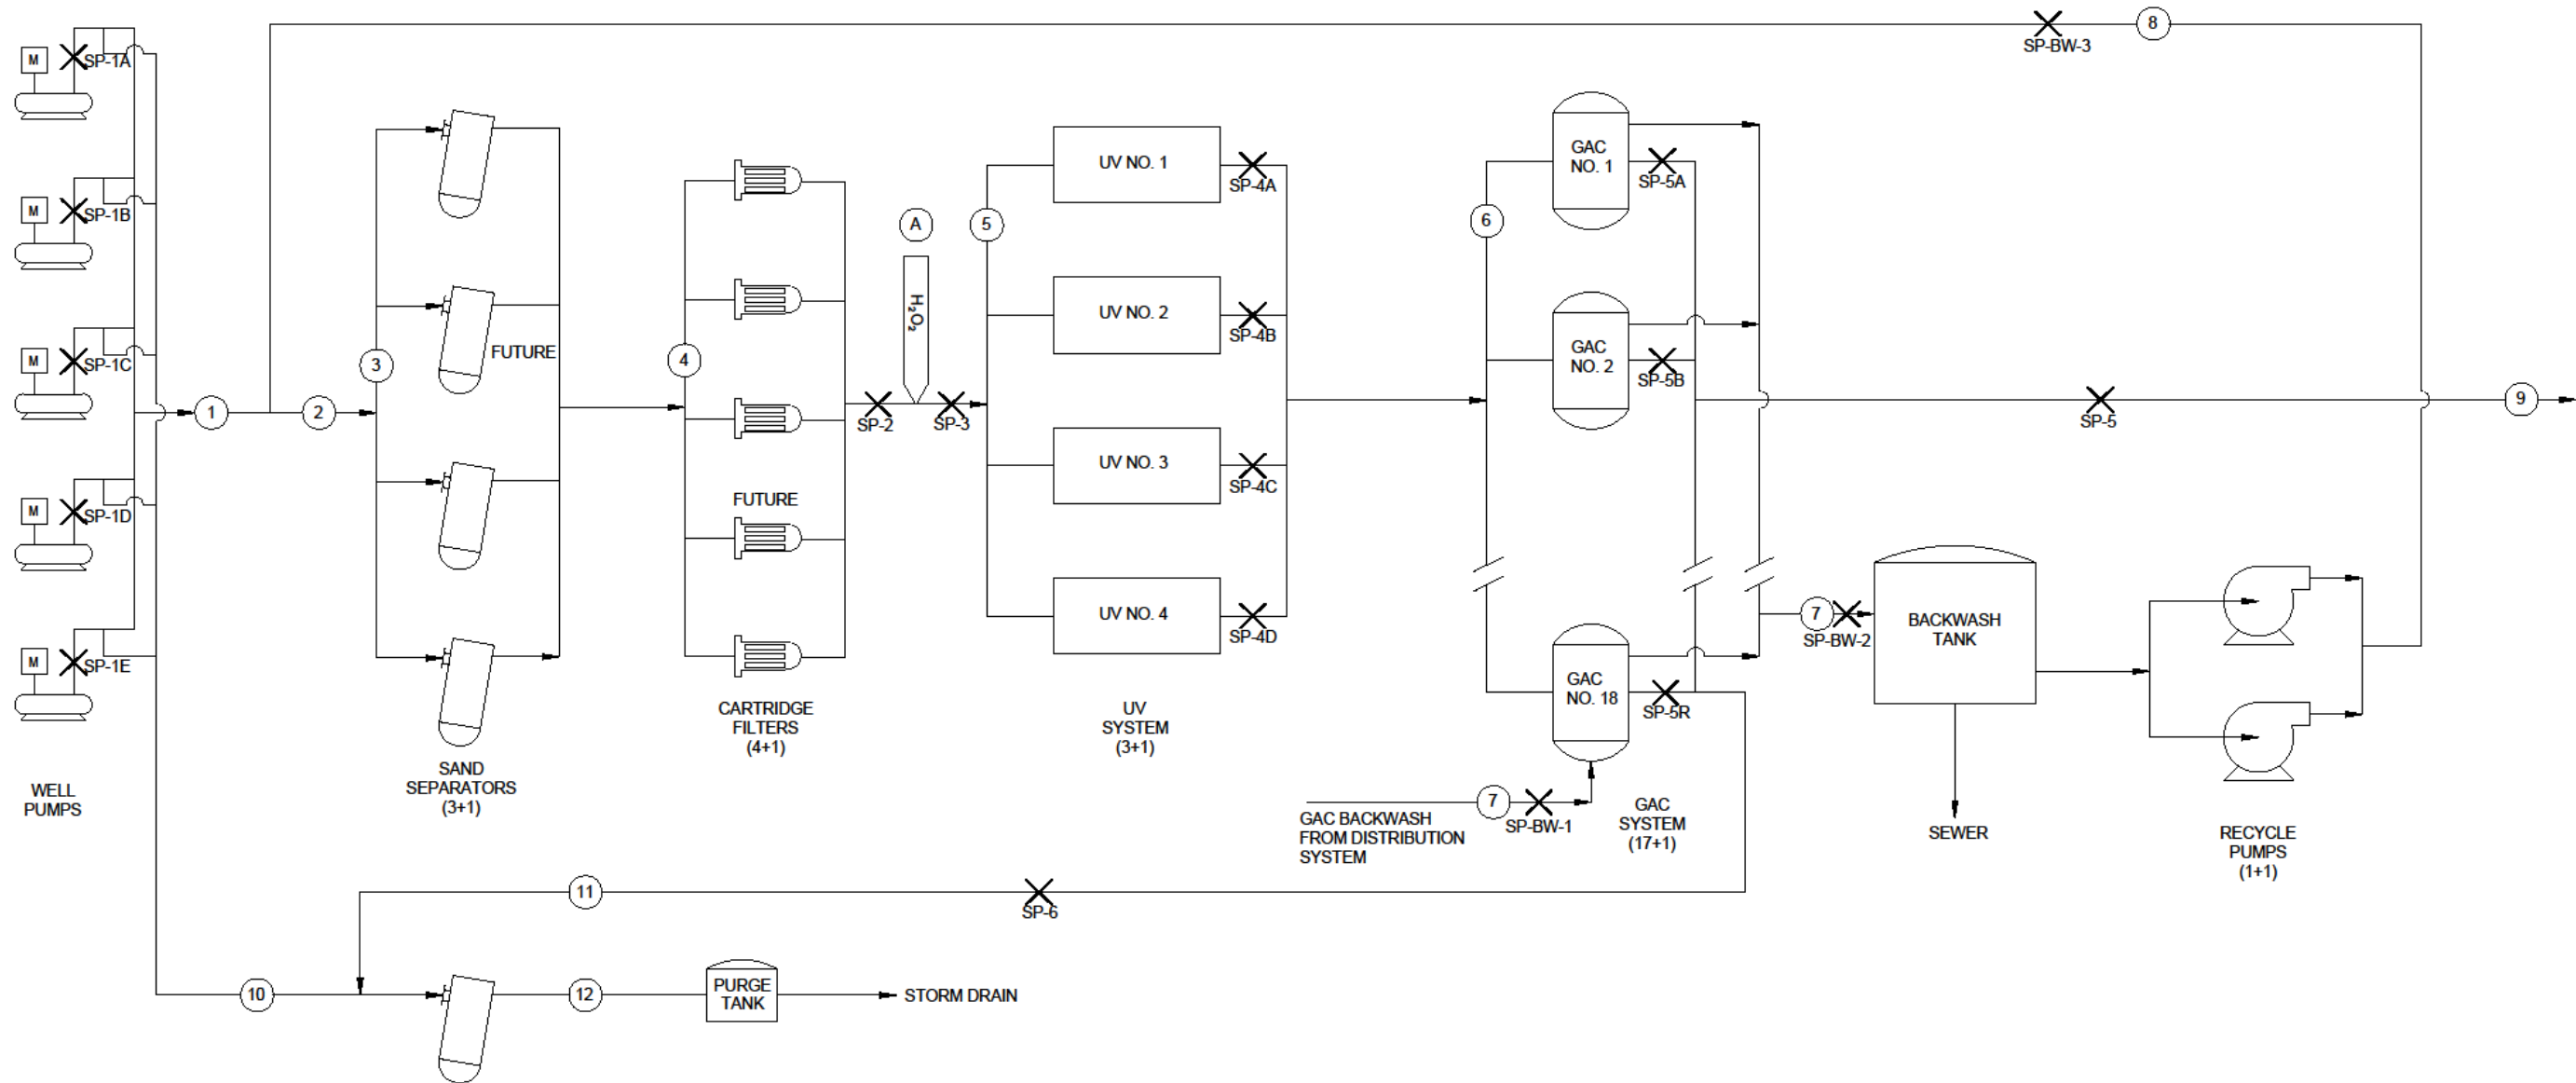 8
SP-BW-3
M
SP-1A
M
SP-1B
M
SP-1C
M
SP-1D
M
SP-1E
WELL
PUMPS
1
2
3
FUTURE
SAND
SEPARATORS
(3+1)
4
FUTURE
CARTRIDGE
FILTERS
(4+1)
A
H₂O₂
SP-2
SP-3
5
UV NO. 1
SP-4A
UV NO. 2
SP-4B
UV NO. 3
SP-4C
UV NO. 4
SP-4D
UV
SYSTEM
(3+1)
6
GAC
NO. 1
SP-5A
GAC
NO. 2
SP-5B
GAC
NO. 18
SP-5R
SP-5
9
7
SP-BW-2
BACKWASH
TANK
SEWER
RECYCLE
PUMPS
(1+1)
7
SP-BW-1
GAC BACKWASH
FROM DISTRIBUTION
SYSTEM
GAC
SYSTEM
(17+1)
11
SP-6
10
12
PURGE
TANK
STORM DRAIN